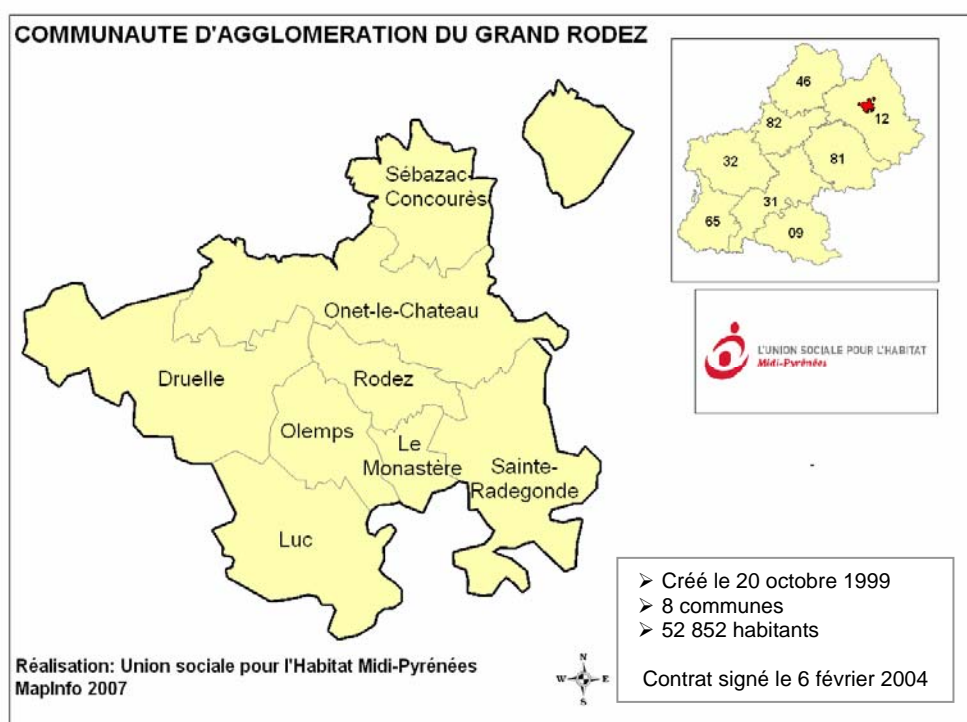 COMMUNAUTE D'AGGLOMERATION DU GRAND RODEZ
46
12
82
32
81
31
65
09
Sébazac-
Concourès
Onet-le-Chateau
L'UNION SOCIALE POUR L'HABITAT
Midi-Pyrénées
Druelle
Rodez
Olemps
Le
Monastère
Sainte-
Radegonde
Luc
➢ Créé le 20 octobre 1999
➢ 8 communes
➢ 52 852 habitants
Contrat signé le 6 février 2004
Réalisation: Union sociale pour l'Habitat Midi-Pyrénées
MapInfo 2007
N
W E
S